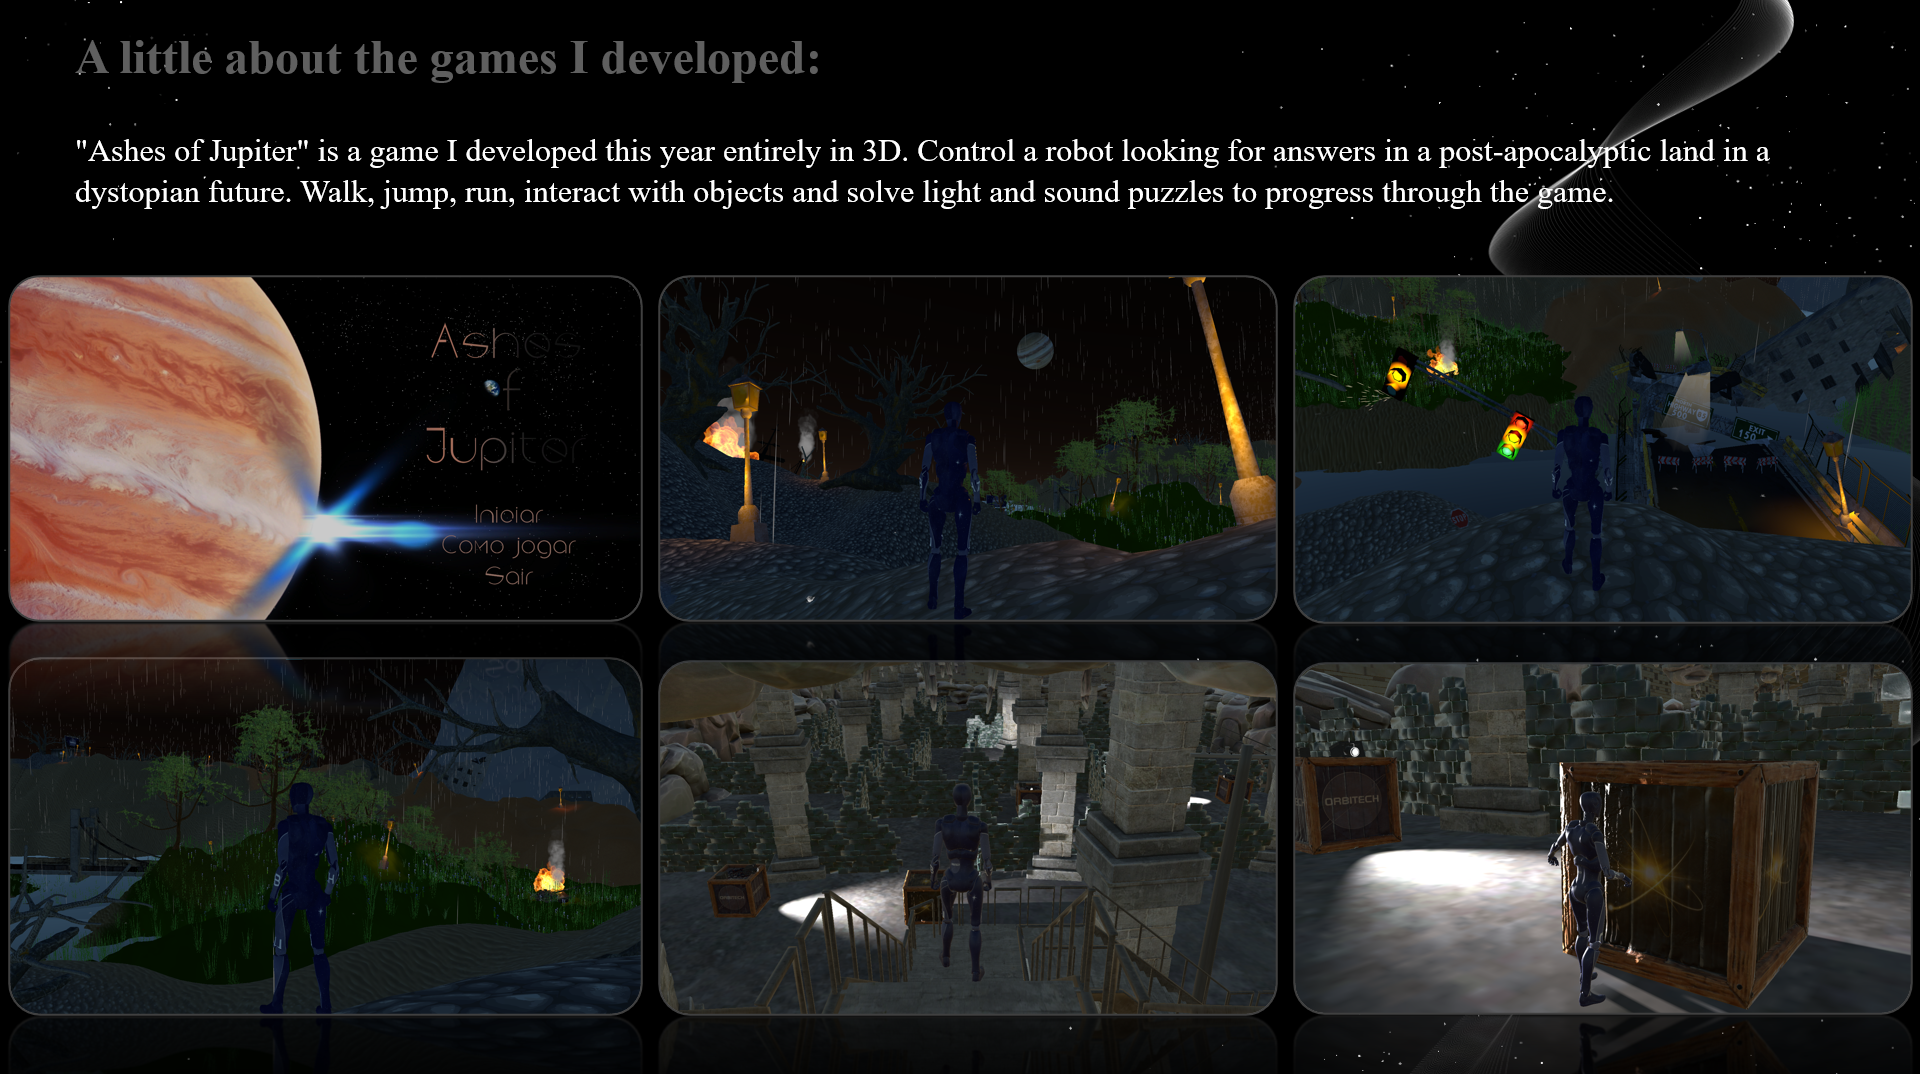 A little about the games I developed:
"Ashes of Jupiter" is a game I developed this year entirely in 3D. Control a robot looking for answers in a post-apocalyptic land in a
dystopian future. Walk, jump, run, interact with objects and solve light and sound puzzles to progress through the game.
Ashes
of
Jupiter
Iniciar
Como jogar
Sair
EXIT
150
ORBITECH